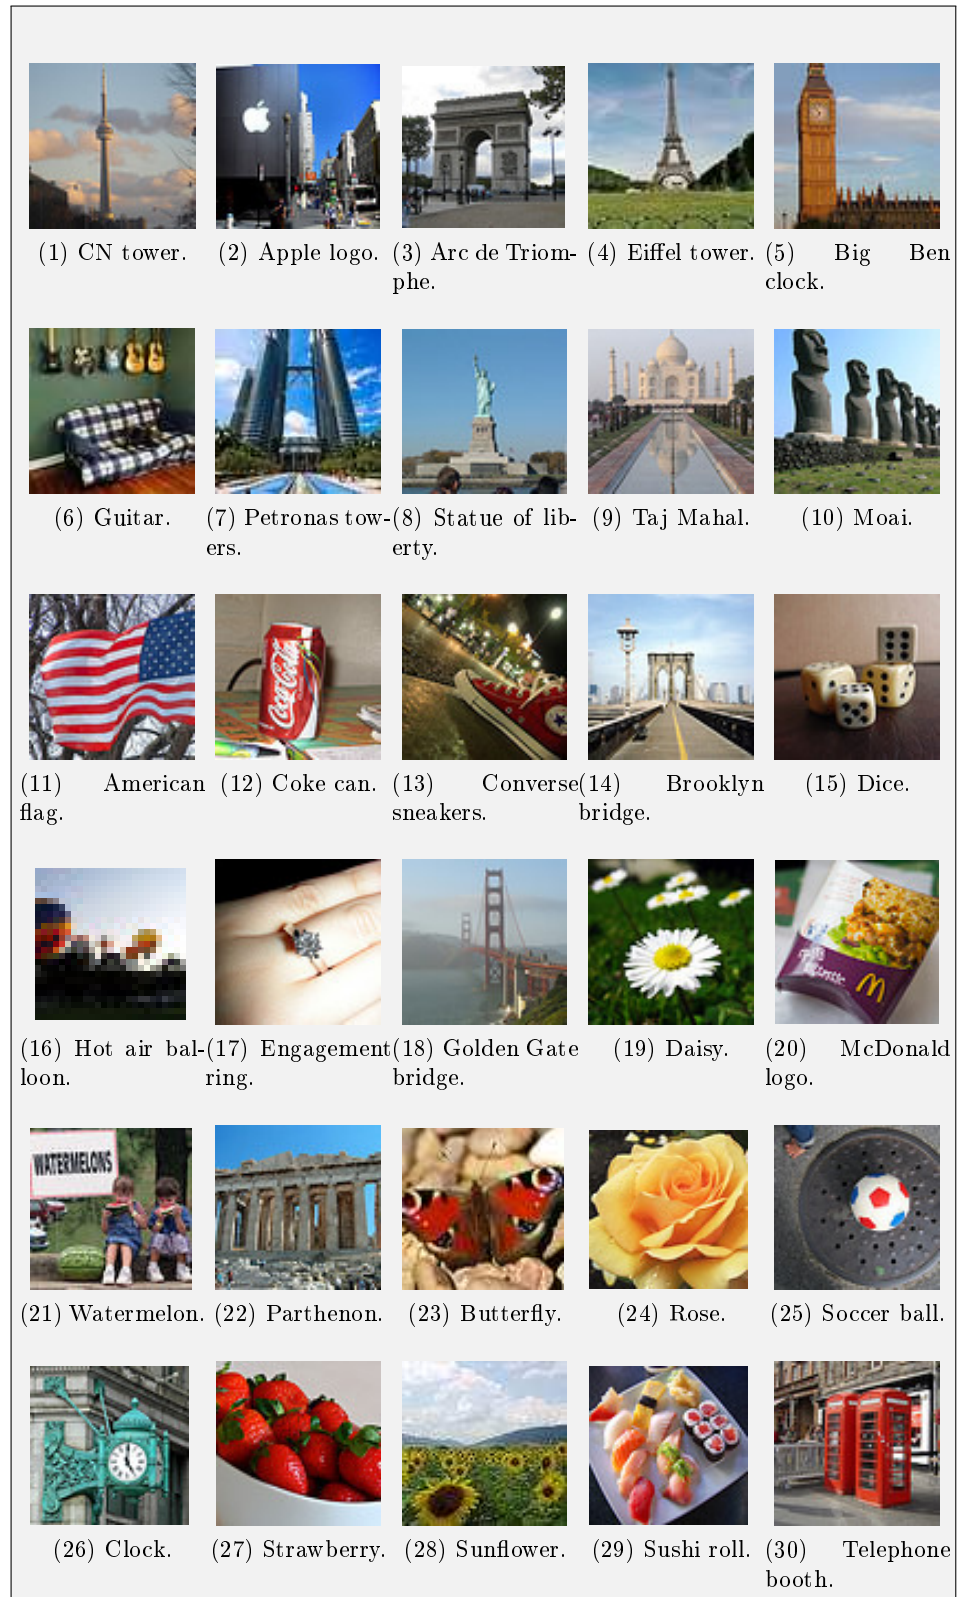 (1) CN tower.
(2) Apple logo.
(3) Arc de Triom-
phe.
(4) Eiffel tower.
(5) Big Ben
clock.
(6) Guitar.
(7) Petronas tow-
ers.
(8) Statue of lib-
erty.
(9) Taj Mahal.
(10) Moai.
Coca-Cola
(11) American
flag.
(12) Coke can.
(13) Converse
sneakers.
(14) Brooklyn
bridge.
(15) Dice.
(16) Hot air bal-
loon.
(17) Engagement
ring.
(18) Golden Gate
bridge.
(19) Daisy.
(20) McDonald
logo.
WATERMELONS
(21) Watermelon.
(22) Parthenon.
(23) Butterfly.
(24) Rose.
(25) Soccer ball.
(26) Clock.
(27) Strawberry.
(28) Sunflower.
(29) Sushi roll.
(30) Telephone
booth.